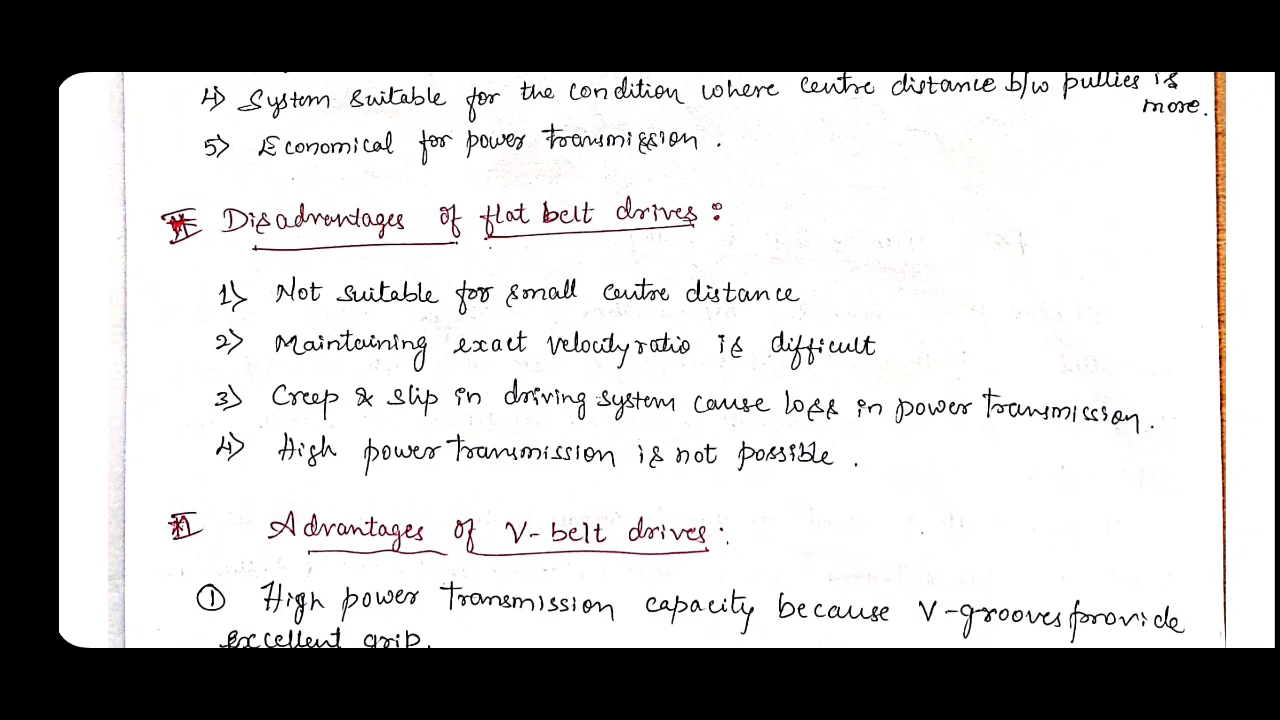 4) System suitable for the condition where centre distance b/w pullies is
more.
5) Economical for power transmission.
Disadvantages of flat belt drives:
1) Not suitable for small centre distance
2) Maintaining exact velocity ratio is difficult
3) Creep & slip in driving system cause loss in power transmission.
4) High power transmission is not possible.
Advantages of V-belt drives:
① High power transmission capacity because V-grooves provide
excellent grip.